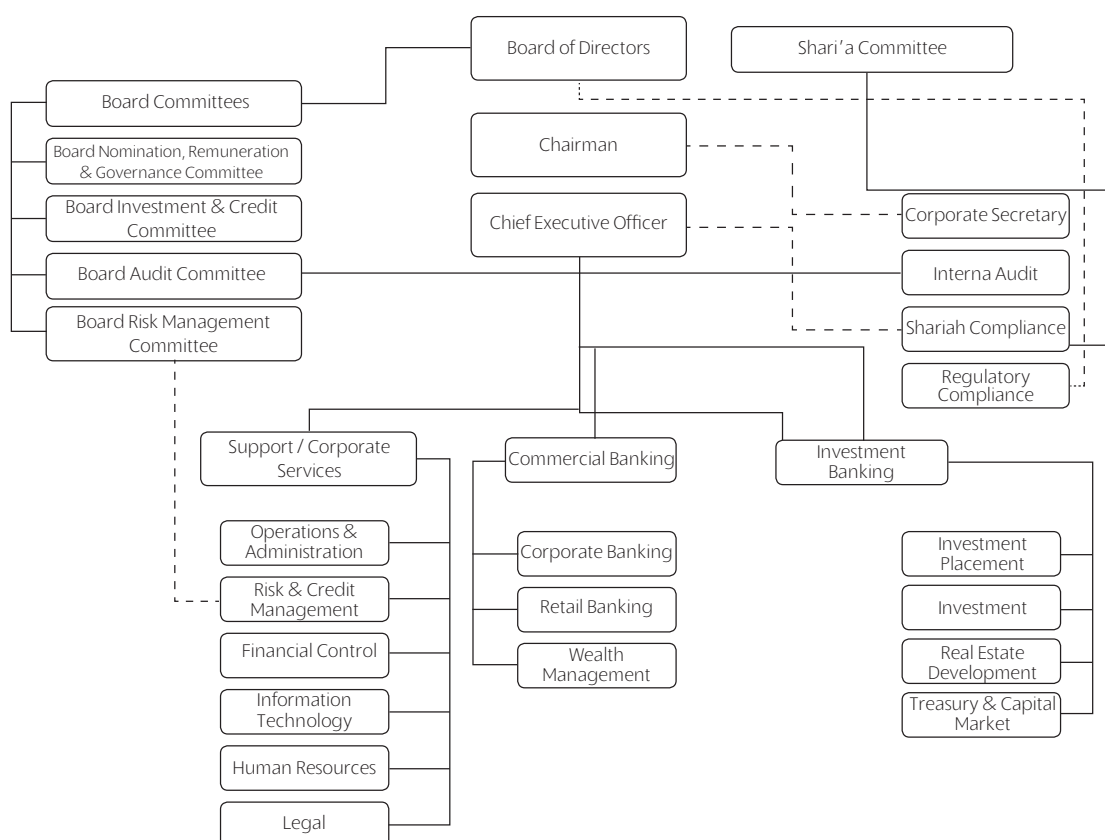 Board of Directors
Shari'a Committee
Board Committees
Chairman
Board Nomination, Remuneration
& Governance Committee
Board Investment & Credit
Committee
Chief Executive Officer
Corporate Secretary
Board Audit Committee
Interna Audit
Board Risk Management
Committee
Shariah Compliance
Regulatory
Compliance
Support / Corporate
Services
Commercial Banking
Investment
Banking
Operations &
Administration
Risk & Credit
Management
Financial Control
Information
Technology
Human Resources
Legal
Corporate Banking
Retail Banking
Wealth
Management
Investment
Placement
Investment
Real Estate
Development
Treasury & Capital
Market